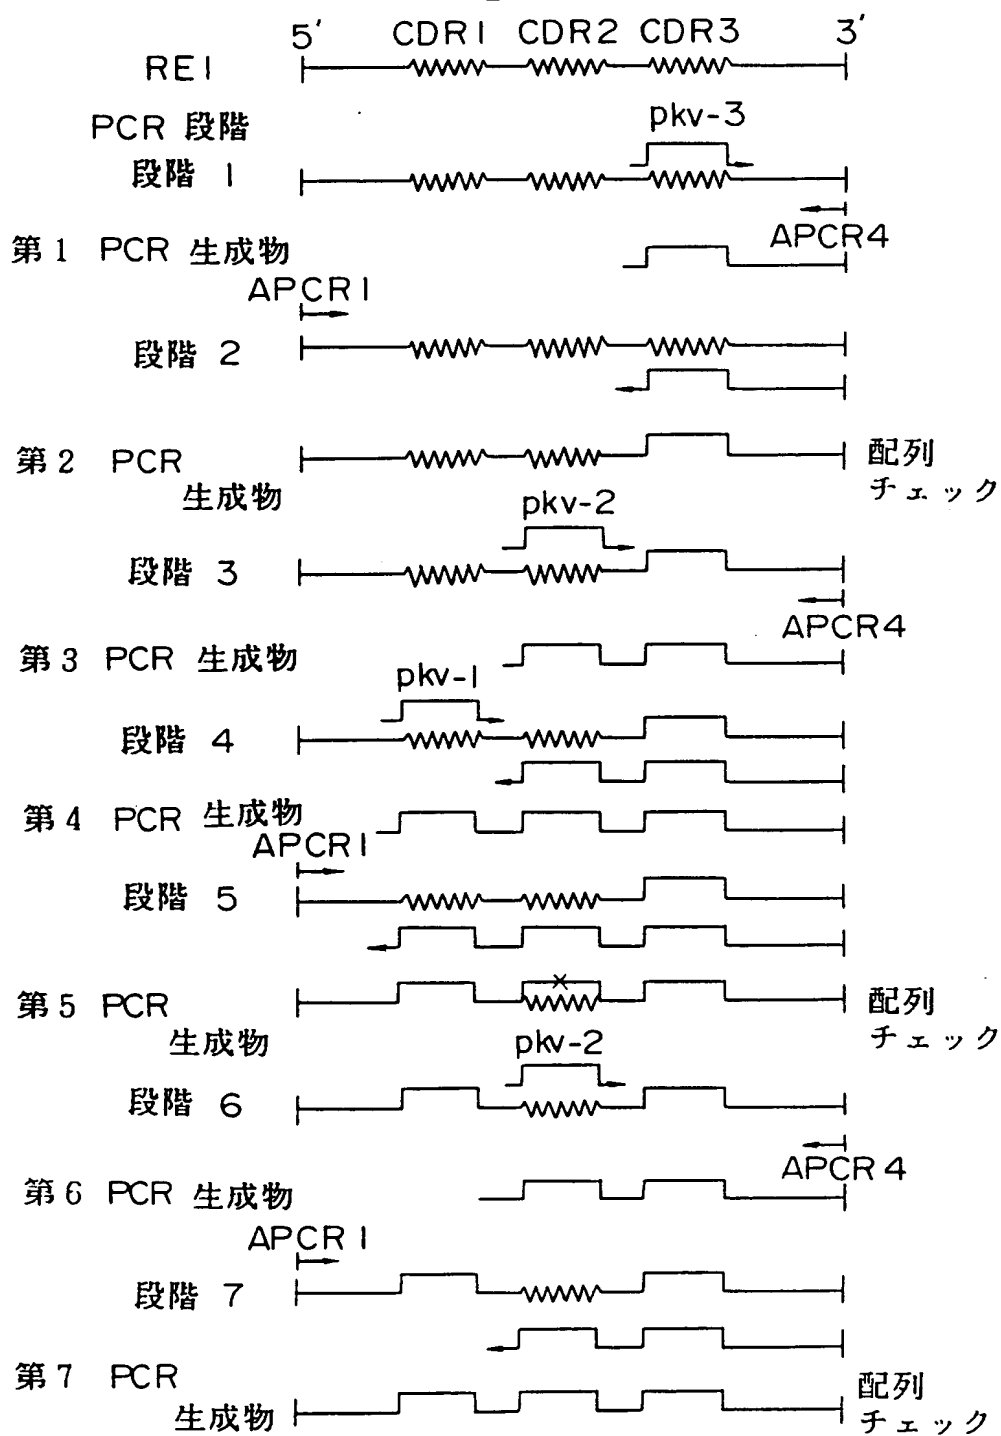 5′ CDR1 CDR2 CDR3 3′
RE1
PCR 段階
pkv-3
段階 1
APCR4
第1 PCR 生成物
APCR1
段階 2
第2 PCR
生成物
配列
チェック
pkv-2
段階 3
APCR4
第3 PCR 生成物
pkv-1
段階 4
第4 PCR 生成物
APCR1
段階 5
第5 PCR
生成物
配列
チェック
pkv-2
段階 6
APCR4
第6 PCR 生成物
APCR1
段階 7
第7 PCR
生成物
配列
チェック